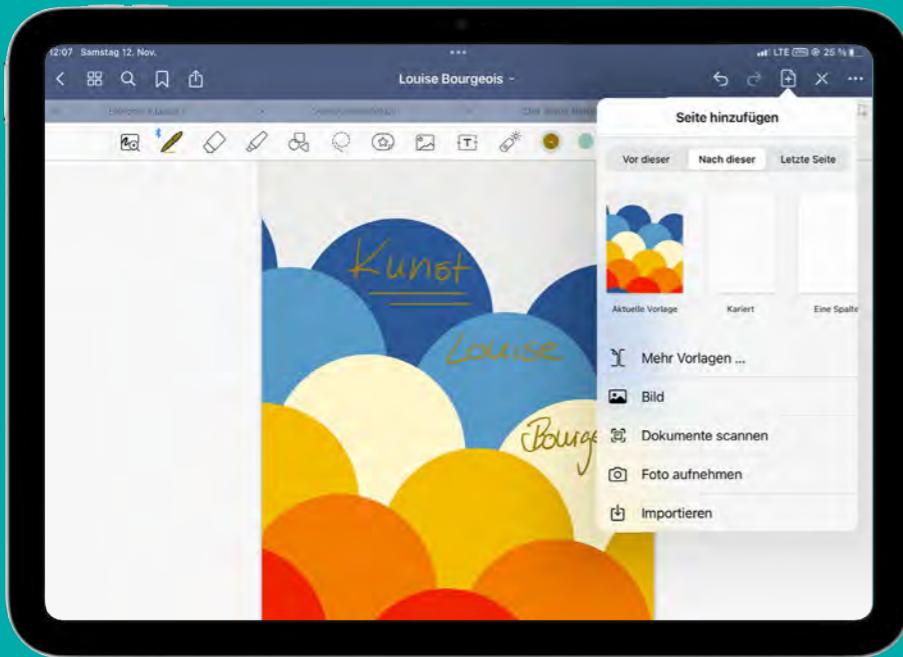 12:07 Samstag 12. Nov.
LTE 25 %
Louise Bourgeois
Seite hinzufügen
Vor dieser Nach dieser Letzte Seite
Aktuelle Vorlage Kariert Eine Spalte
Mehr Vorlagen ...
Bild
Dokumente scannen
Foto aufnehmen
Importieren
Kunst
Louise
Bourge